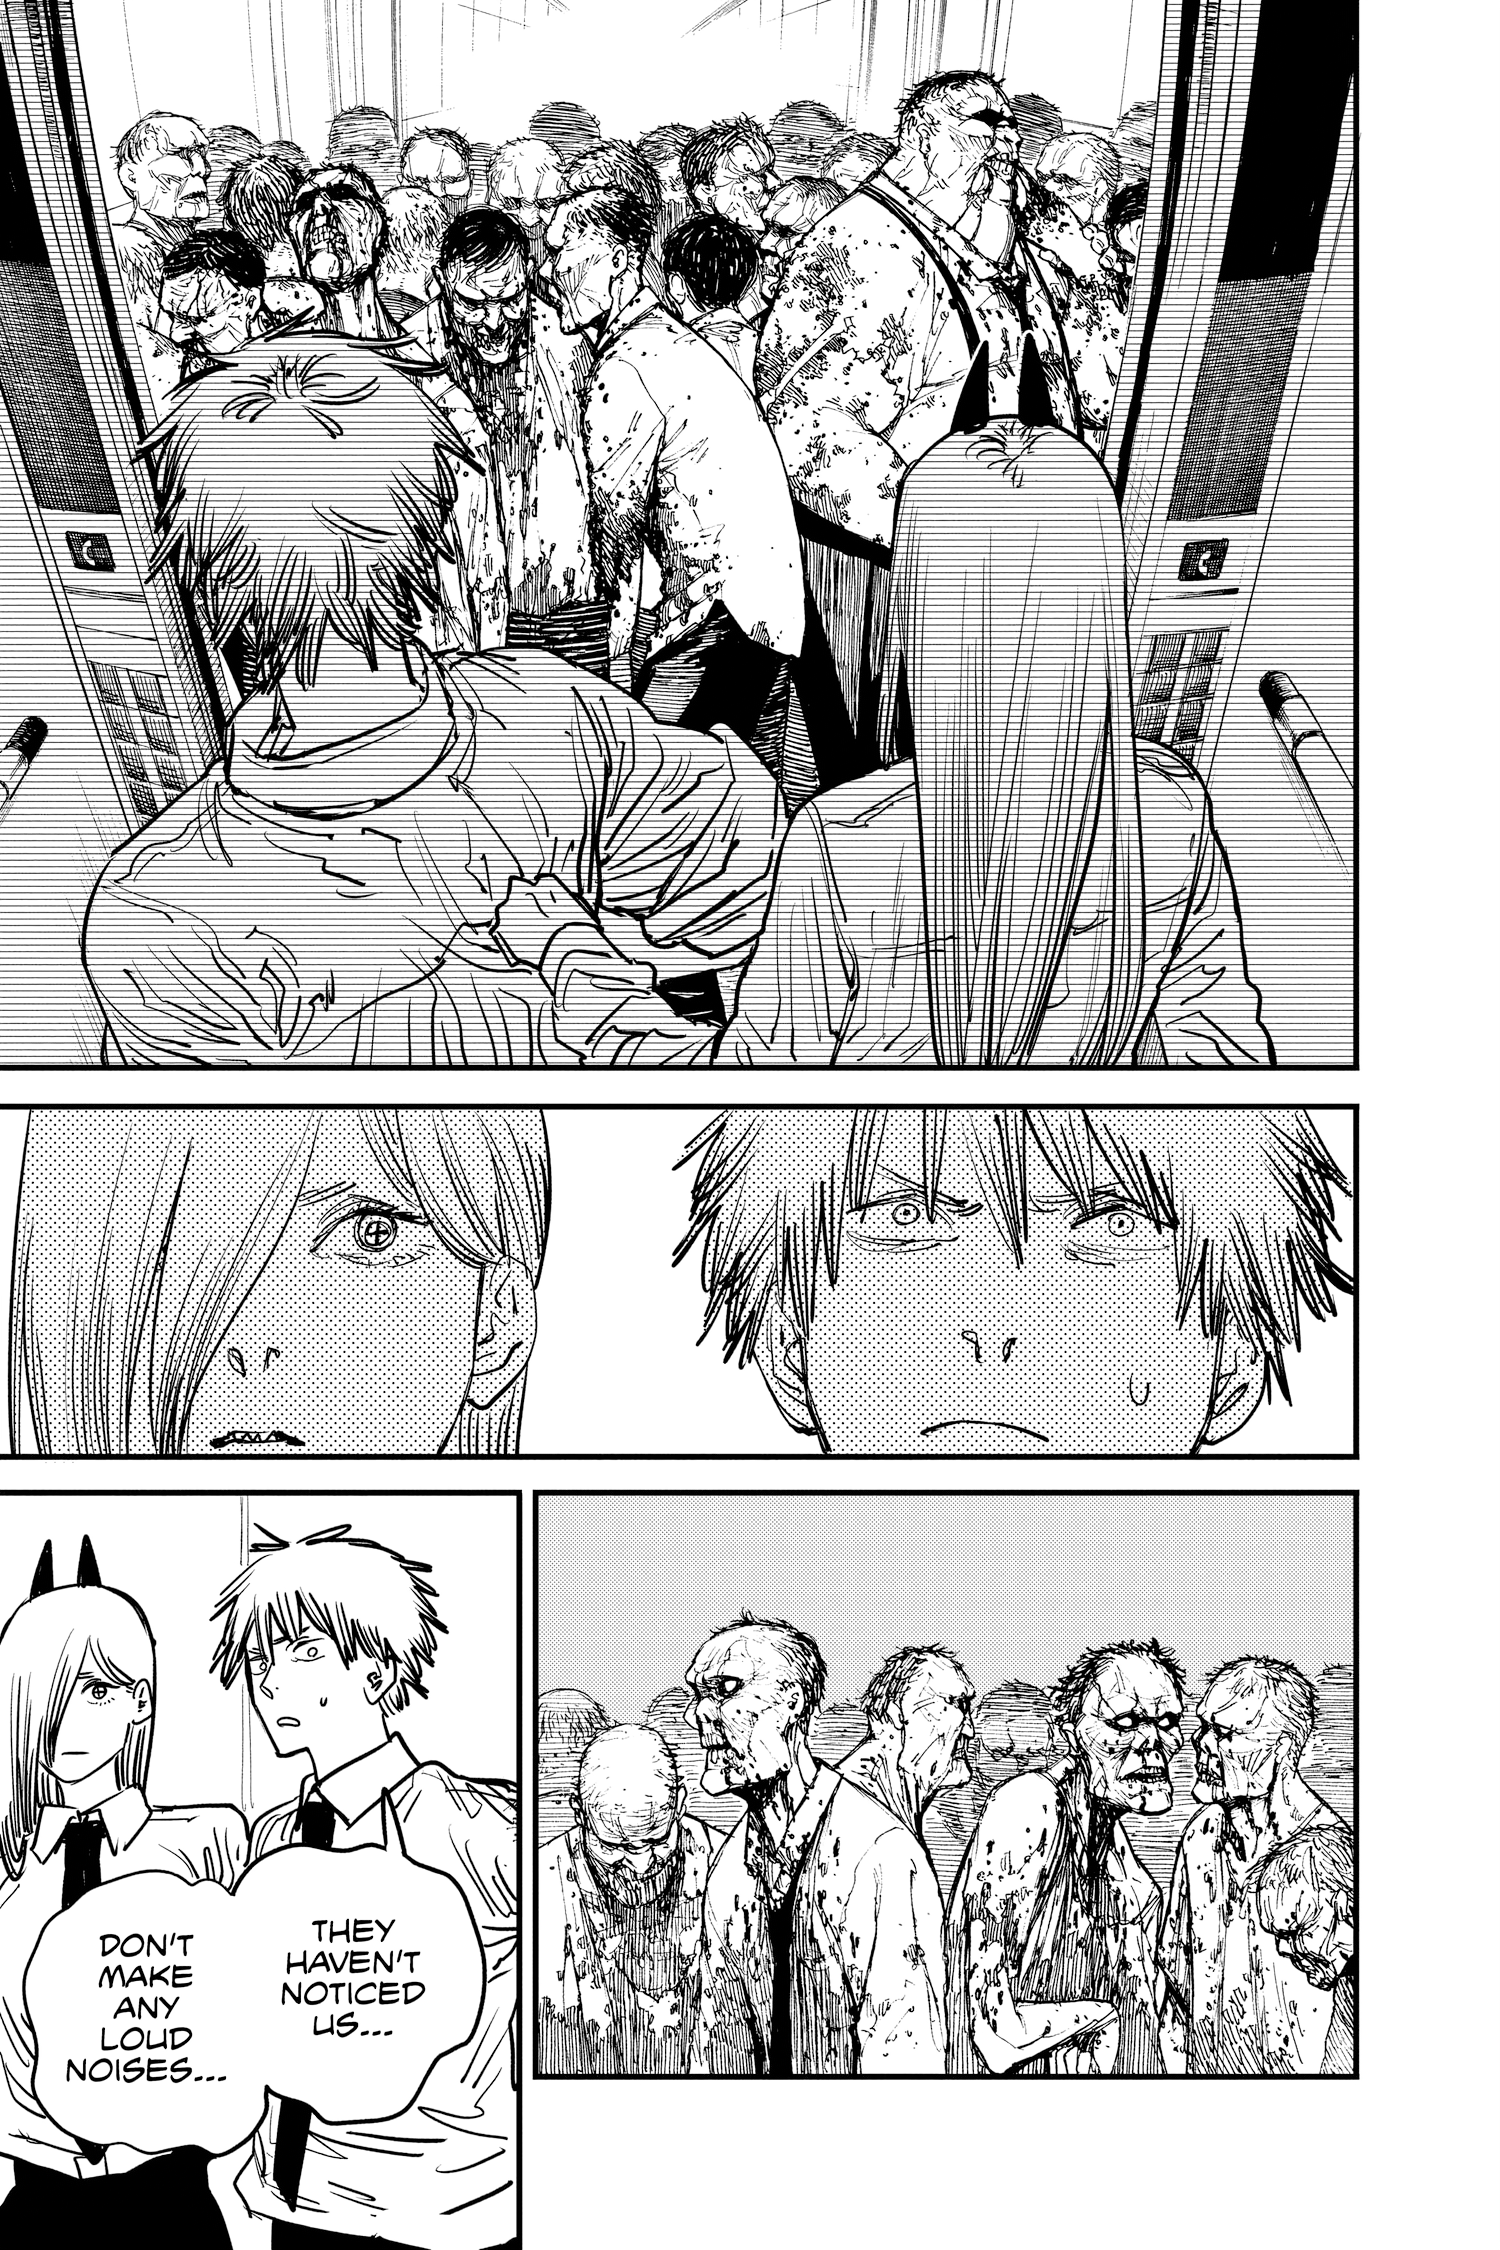 THEY
HAVEN'T
NOTICED
US...
DON'T
MAKE
ANY
LOUD
NOISES...